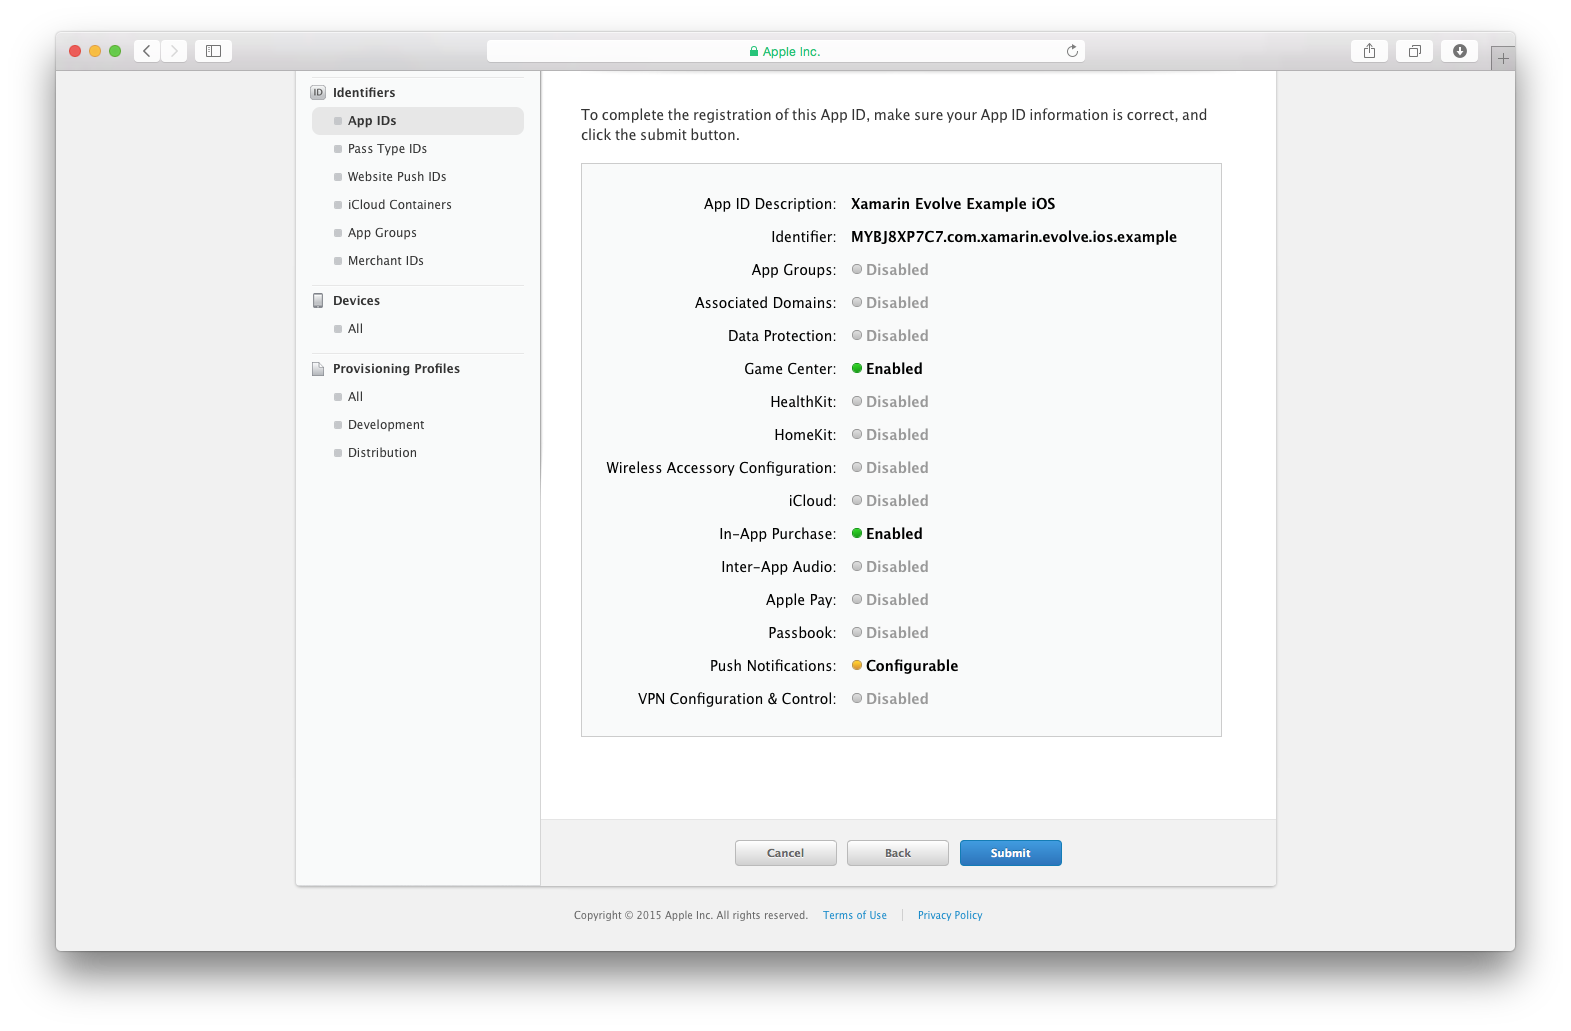 Apple Inc.
ID Identifiers
App IDs
Pass Type IDs
Website Push IDs
iCloud Containers
App Groups
Merchant IDs
Devices
All
Provisioning Profiles
All
Development
Distribution
To complete the registration of this App ID, make sure your App ID information is correct, and
click the submit button.
App ID Description: Xamarin Evolve Example iOS
Identifier: MYBJ8XP7C7.com.xamarin.evolve.ios.example
App Groups: Disabled
Associated Domains: Disabled
Data Protection: Disabled
Game Center: Enabled
HealthKit: Disabled
HomeKit: Disabled
Wireless Accessory Configuration: Disabled
iCloud: Disabled
In-App Purchase: Enabled
Inter-App Audio: Disabled
Apple Pay: Disabled
Passbook: Disabled
Push Notifications: Configurable
VPN Configuration & Control: Disabled
Cancel Back Submit
Copyright © 2015 Apple Inc. All rights reserved. Terms of Use Privacy Policy